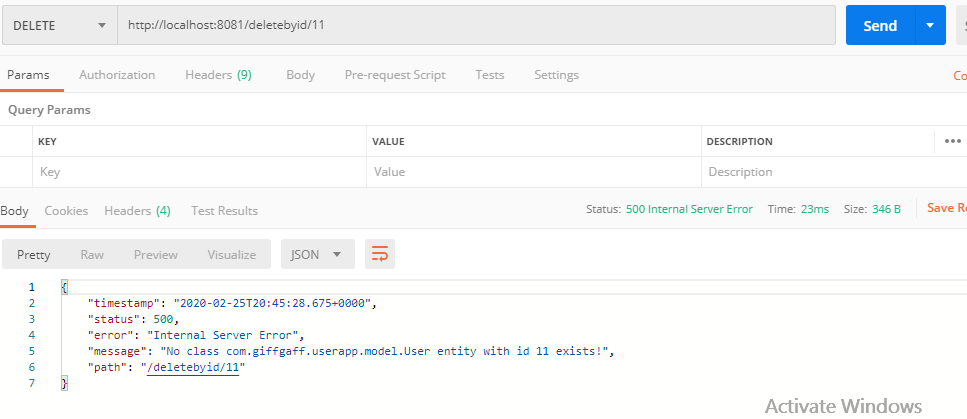 DELETE http://localhost:8081/deletebyid/11 Send
Params Authorization Headers (9) Body Pre-request Script Tests Settings Co
Query Params
KEY VALUE DESCRIPTION
Key Value Description
Body Cookies Headers (4) Test Results Status: 500 Internal Server Error Time: 23ms Size: 346 B Save Re
Pretty Raw Preview Visualize JSON
1 {
2 "timestamp": "2020-02-25T20:45:28.675+0000",
3 "status": 500,
4 "error": "Internal Server Error",
5 "message": "No class com.giffgaff.userapp.model.User entity with id 11 exists!",
6 "path": "/deletebyid/11"
7 }
Activate Windows